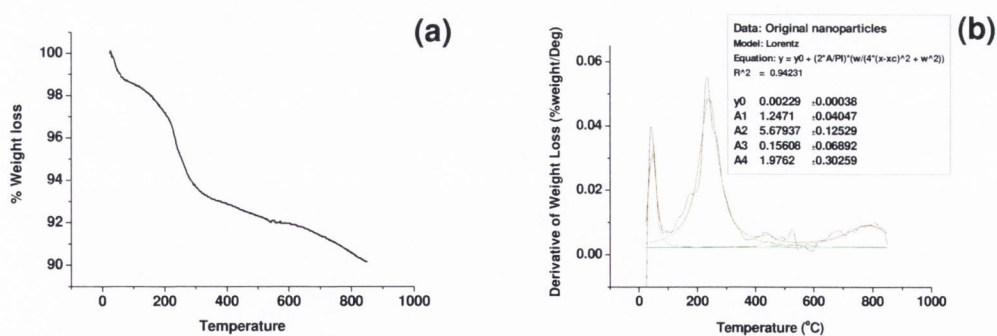 (a)
% Weight loss
100
98
96
94
92
90
0 200 400 600 800 1000
Temperature
(b)
Derivative of Weight Loss (%weight/Deg)
0.06
0.04
0.02
0.00
0 200 400 600 800 1000
Temperature (°C)
Data: Original nanoparticles
Model: Lorentz
Equation: y = y0 + (2*A/PI)*(w/(4*(x-xc)^2 + w^2))
R^2 = 0.94231
y0 0.00229 ±0.00038
A1 1.2471 ±0.04047
A2 5.67937 ±0.12529
A3 0.15608 ±0.06892
A4 1.9762 ±0.30259